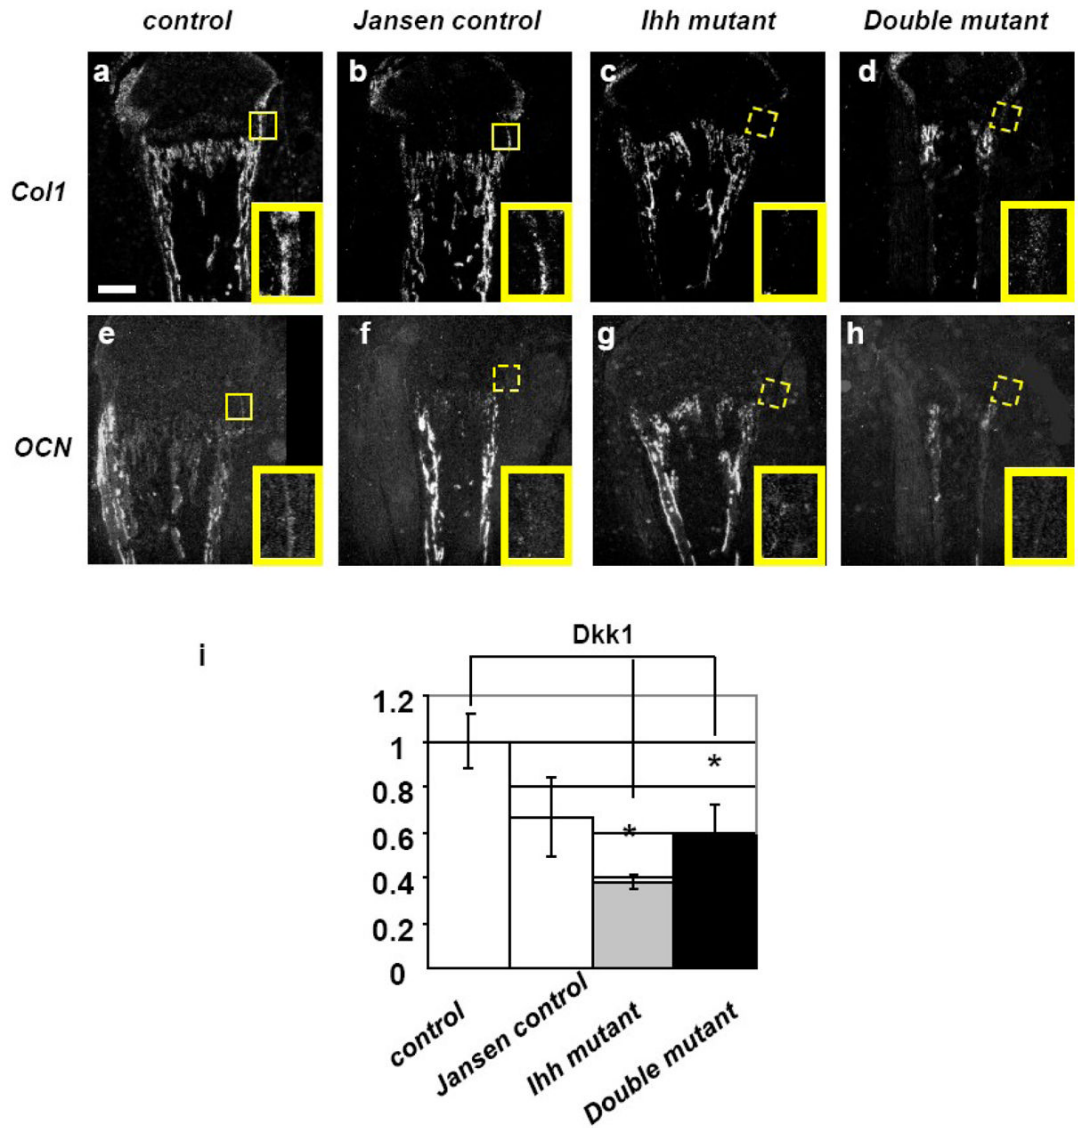 control
Jansen control
Ihh mutant
Double mutant
a
b
c
d
Col1
e
f
g
h
OCN
i
Dkk1
1.2
1
0.8
0.6
0.4
0.2
0
*
*
control
Jansen control
Ihh mutant
Double mutant